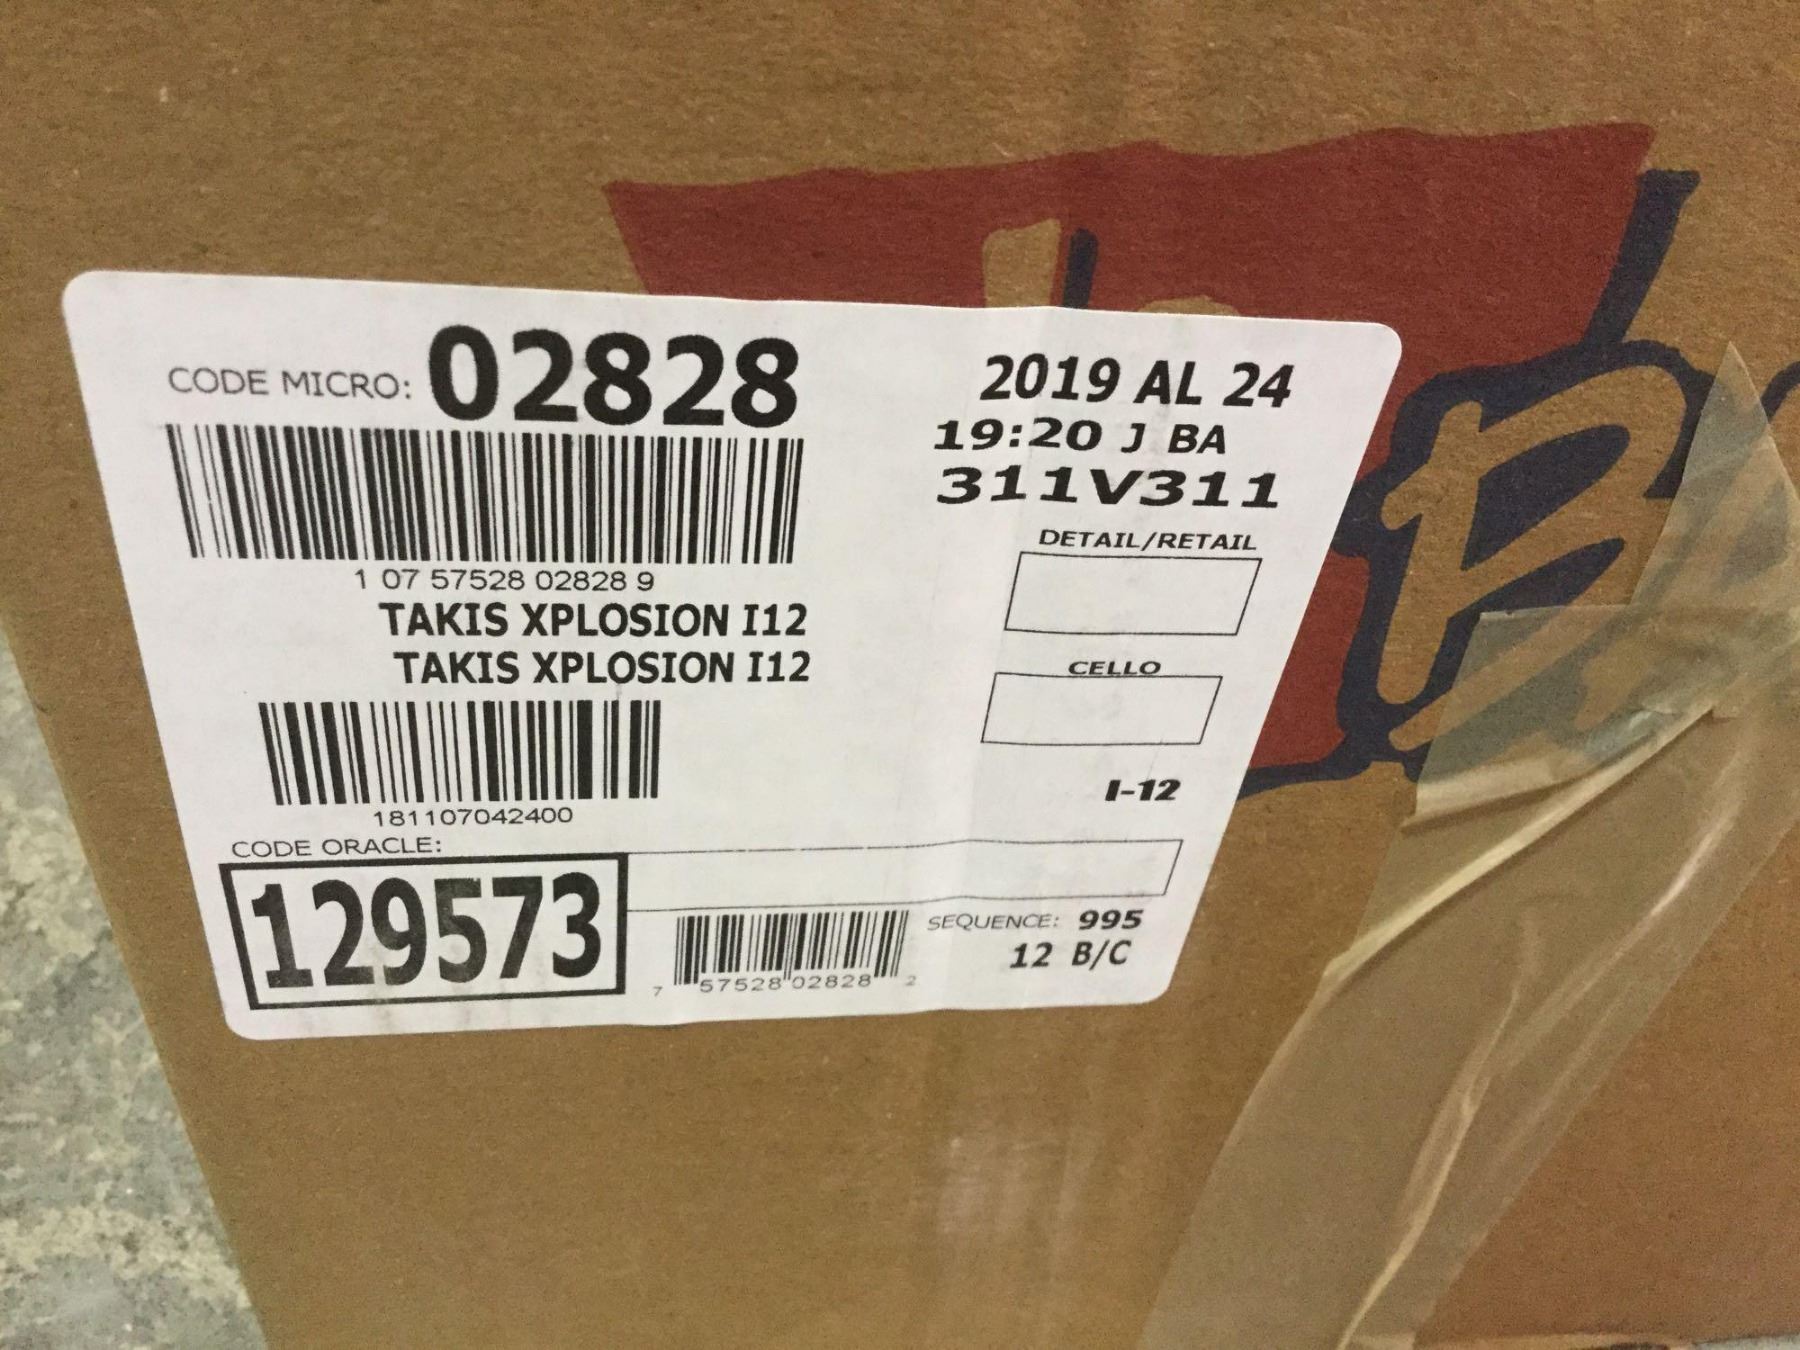 CODE MICRO: 02828
2019 AL 24
19:20 J BA
311V311
1 07 57528 02828 9
TAKIS XPLOSION I12
TAKIS XPLOSION I12
DETAIL/RETAIL
CELLO
I-12
181107042400
CODE ORACLE:
129573
7 57528 02828 2
SEQUENCE: 995
12 B/C